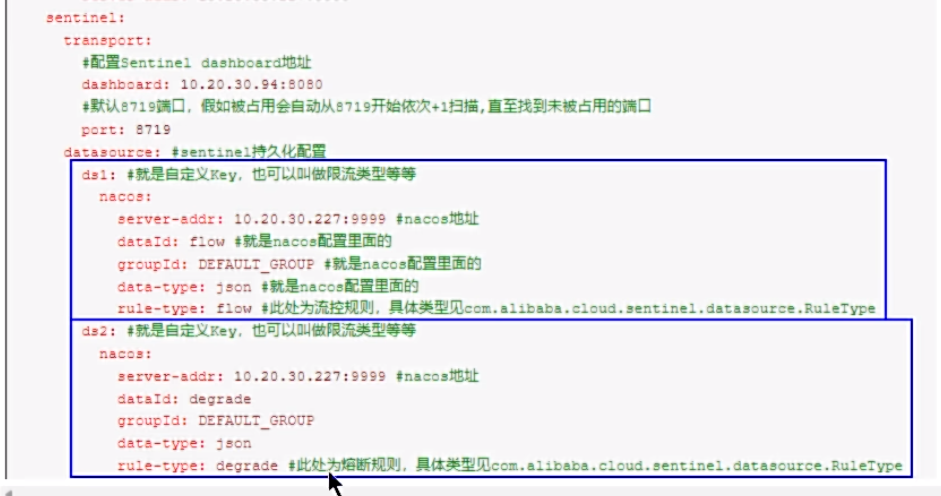 sentinel:
transport:
#配置Sentinel dashboard地址
dashboard: 10.20.30.94:8080
#默认8719端口，假如被占用会自动从8719开始依次+1扫描,直至找到未被占用的端口
port: 8719
datasource: #sentinel持久化配置
ds1: #就是自定义Key，也可以叫做限流类型等等
nacos:
server-addr: 10.20.30.227:9999 #nacos地址
dataId: flow #就是nacos配置里面的
groupId: DEFAULT_GROUP #就是nacos配置里面的
data-type: json #就是nacos配置里面的
rule-type: flow #此处为流控规则，具体类型见com.alibaba.cloud.sentinel.datasource.RuleType
ds2: #就是自定义Key，也可以叫做限流类型等等
nacos:
server-addr: 10.20.30.227:9999 #nacos地址
dataId: degrade
groupId: DEFAULT_GROUP
data-type: json
rule-type: degrade #此处为熔断规则，具体类型见com.alibaba.cloud.sentinel.datasource.RuleType